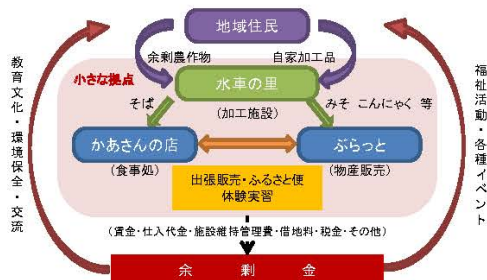 地域住民
余剰農作物
自家加工品
小さな拠点
水車の里
(加工施設)
そば
みそ こんにゃく 等
かあさんの店
(食事処)
ぶらっと
(物産販売)
出張販売・ふるさと便
体験実習
(賃金・仕入代金・施設維持管理費・借地料・税金・その他)
余剰金
教育文化・環境保全・交流
福祉活動・各種イベント